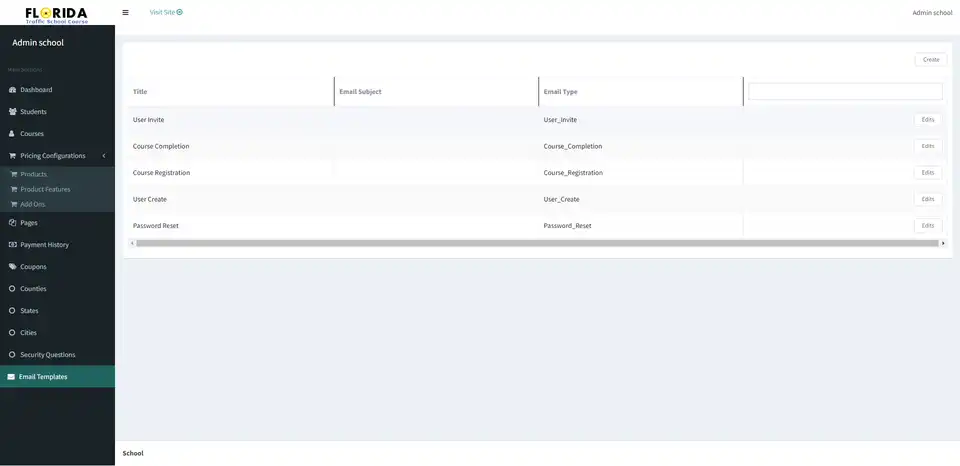 FLORIDA
Traffic School Course
Visit Site
Admin school
Admin school
Dashboard
Students
Courses
Pricing Configurations
Products
Product Features
Add Ons
Pages
Payment History
Coupons
Counties
States
Cities
Security Questions
Email Templates
Create
Title Email Subject Email Type
User Invite User_Invite Edits
Course Completion Course_Completion Edits
Course Registration Course_Registration Edits
User Create User_Create Edits
Password Reset Password_Reset Edits
School